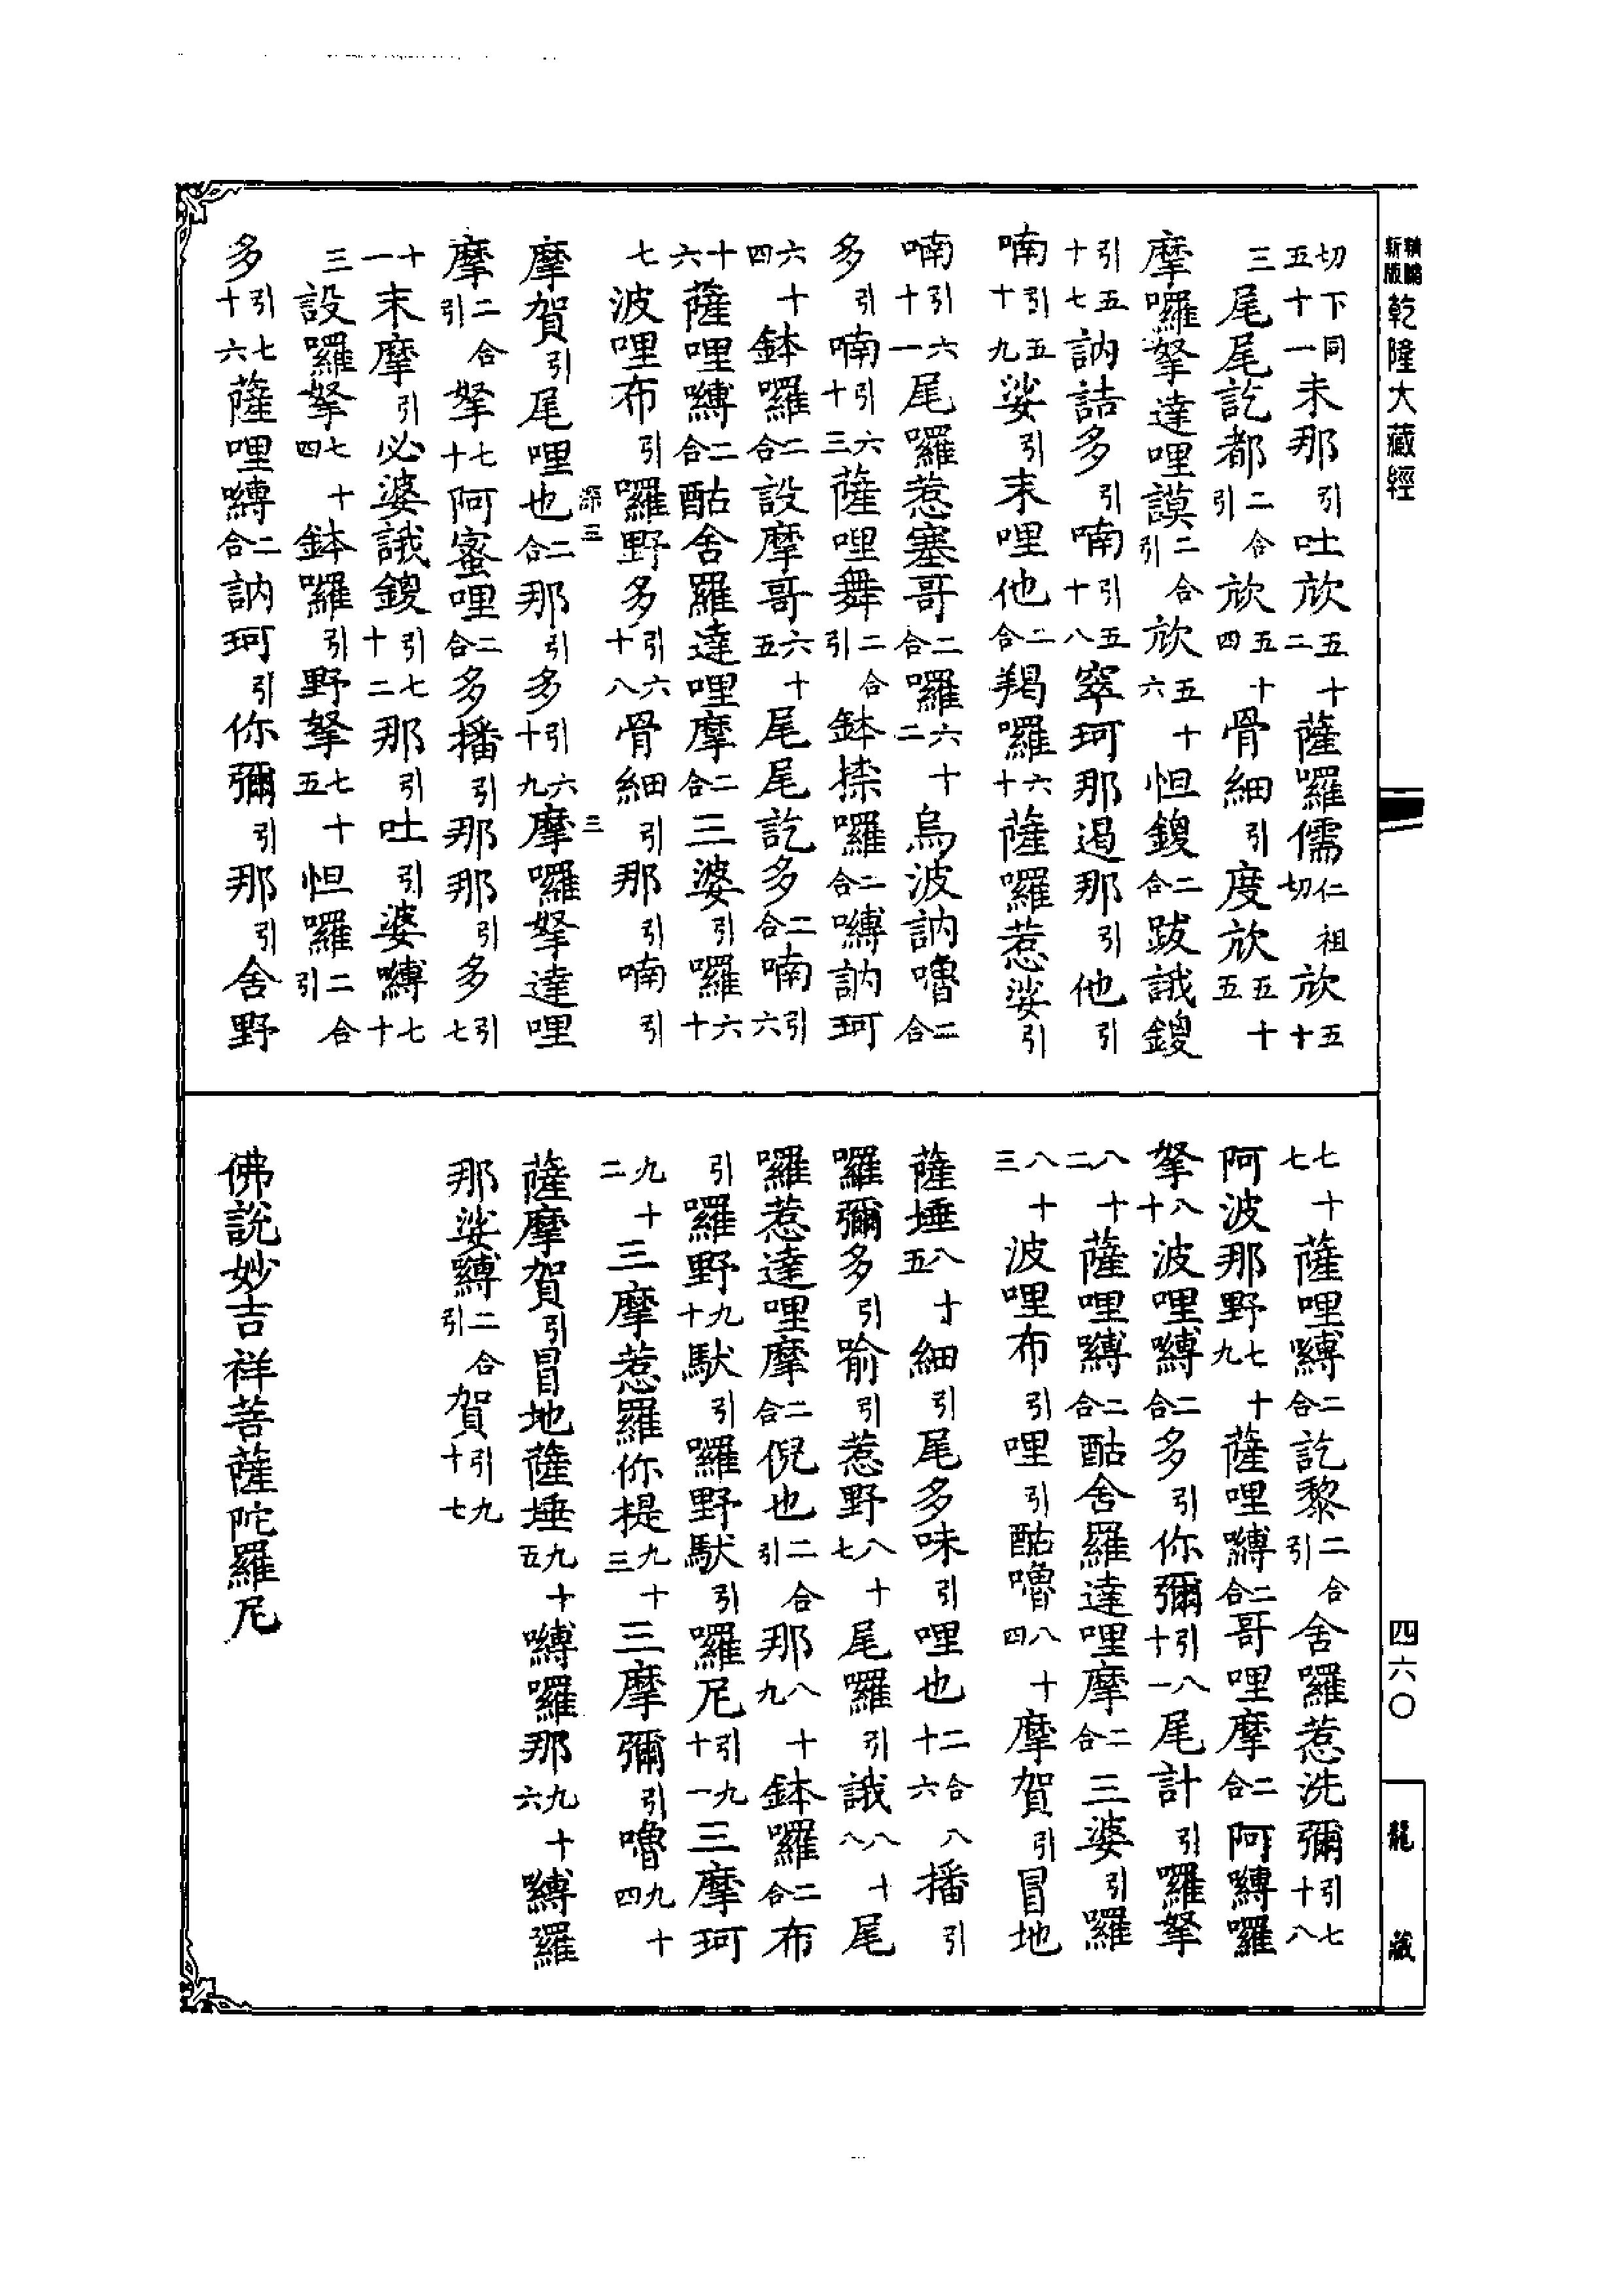 精編新版乾隆大藏經
四六〇
龍藏
切下同五十一未那引吐㰦五十二薩囉儒仁祖切㰦五十
三尾尾訖都二合引㰦五十四骨細引度㰦五十五
摩囉拏達哩謨二合引㰦五十六怛鍐二合跋誐鍐
引五十七訥詰多引喃引五十八窣珂那遏那引他引
喃引五十九娑引末哩他二合羯囉六十薩囉惹娑引
喃引六十一尾囉惹塞哥二合囉六十二烏波訥嚕二合
多引喃引六十三薩哩舞二合引鉢捺囉二合嚩訥珂
六十四鉢囉二合設摩哥六十五尾尾訖多二合喃引六
十六薩哩嚩二合酤舍羅達哩摩二合三婆引囉六十
七波哩布引囉野多引六十八骨細引那引喃引
深三 三
摩賀引尾哩也二合那引多引六十九摩囉拏達哩
摩二合引拏七十阿蜜哩二合多播引那那引多引七
十一末摩引必婆誐鍐引七十二那引吐引婆嚩七十
三設囉拏七十四鉢囉引野拏七十五怛囉二合引
多引七十六薩哩嚩二合訥珂引你彌引那引舍野
七十七薩哩嚩二合訖黎二合引舍囉惹洗彌引七十八
阿波那野七十九薩哩嚩二合哥哩摩二合阿嚩囉
拏八十波哩嚩二合多引你彌引八十一尾計引囉拏
八十二薩哩嚩二合酤舍羅達哩摩二合三婆引囉
八十三波哩布引哩引酤嚕八十四摩賀引冒地
薩埵八十五細引尾多味引哩也二合八十六播引
囉彌多引喻引惹野八十七尾囉引誐八十八尾
囉惹達哩摩二合倪也二合引那八十九鉢囉二合布
引囉野九十馱引囉野馱引囉尼引九十一三摩珂
九十二三摩惹羅你提九十三三摩彌引嚕九十四
薩摩賀引冒地薩埵九十五嚩囉那九十六嚩羅
那娑嚩二合引賀引九十七
佛說妙吉祥菩薩陀羅尼